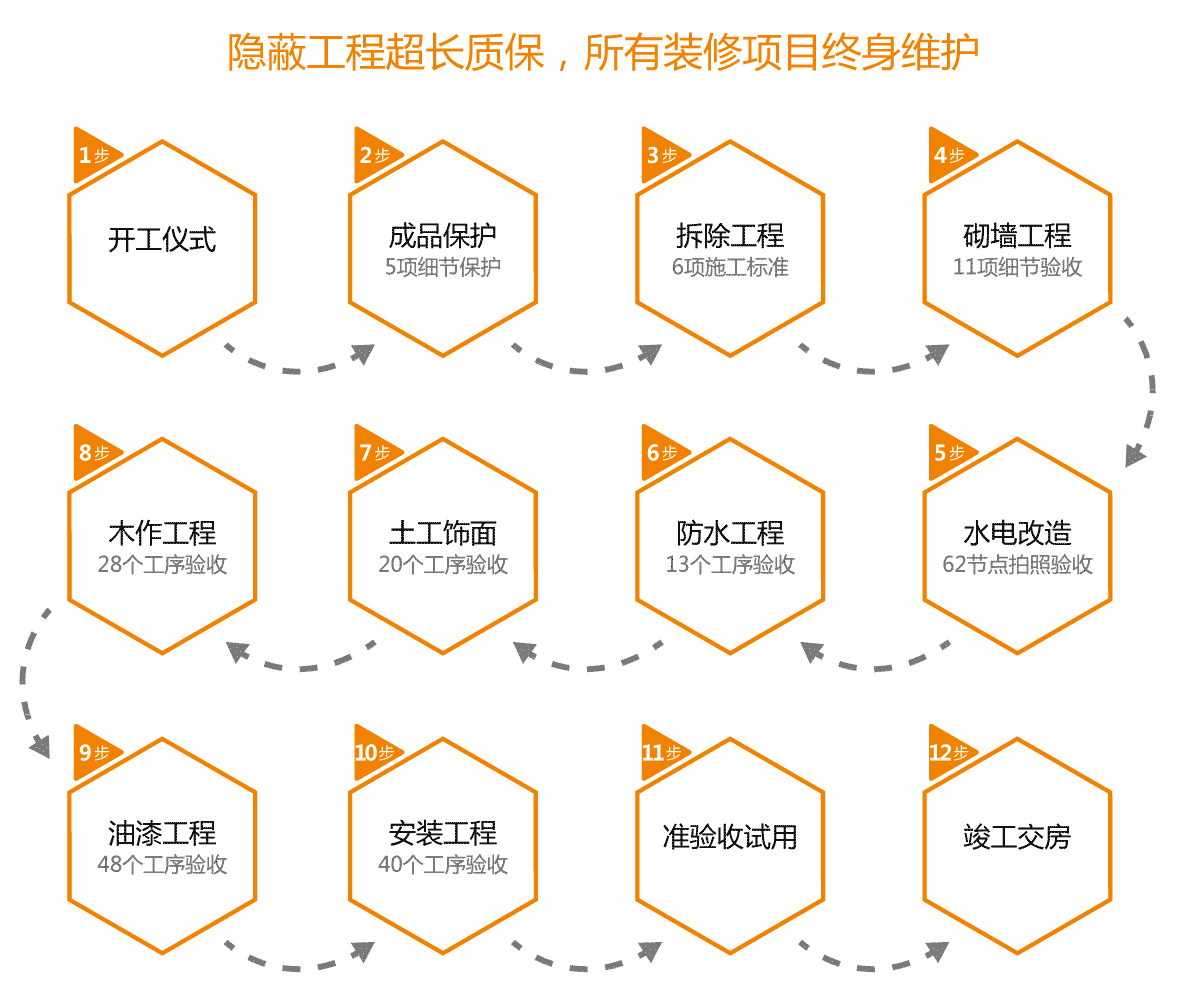 隐蔽工程超长质保，所有装修项目终身维护
1步
开工仪式
2步
成品保护
5项细节保护
3步
拆除工程
6项施工标准
4步
砌墙工程
11项细节验收
5步
水电改造
62节点拍照验收
6步
防水工程
13个工序验收
7步
土工饰面
20个工序验收
8步
木作工程
28个工序验收
9步
油漆工程
48个工序验收
10步
安装工程
40个工序验收
11步
准验收试用
12步
竣工交房